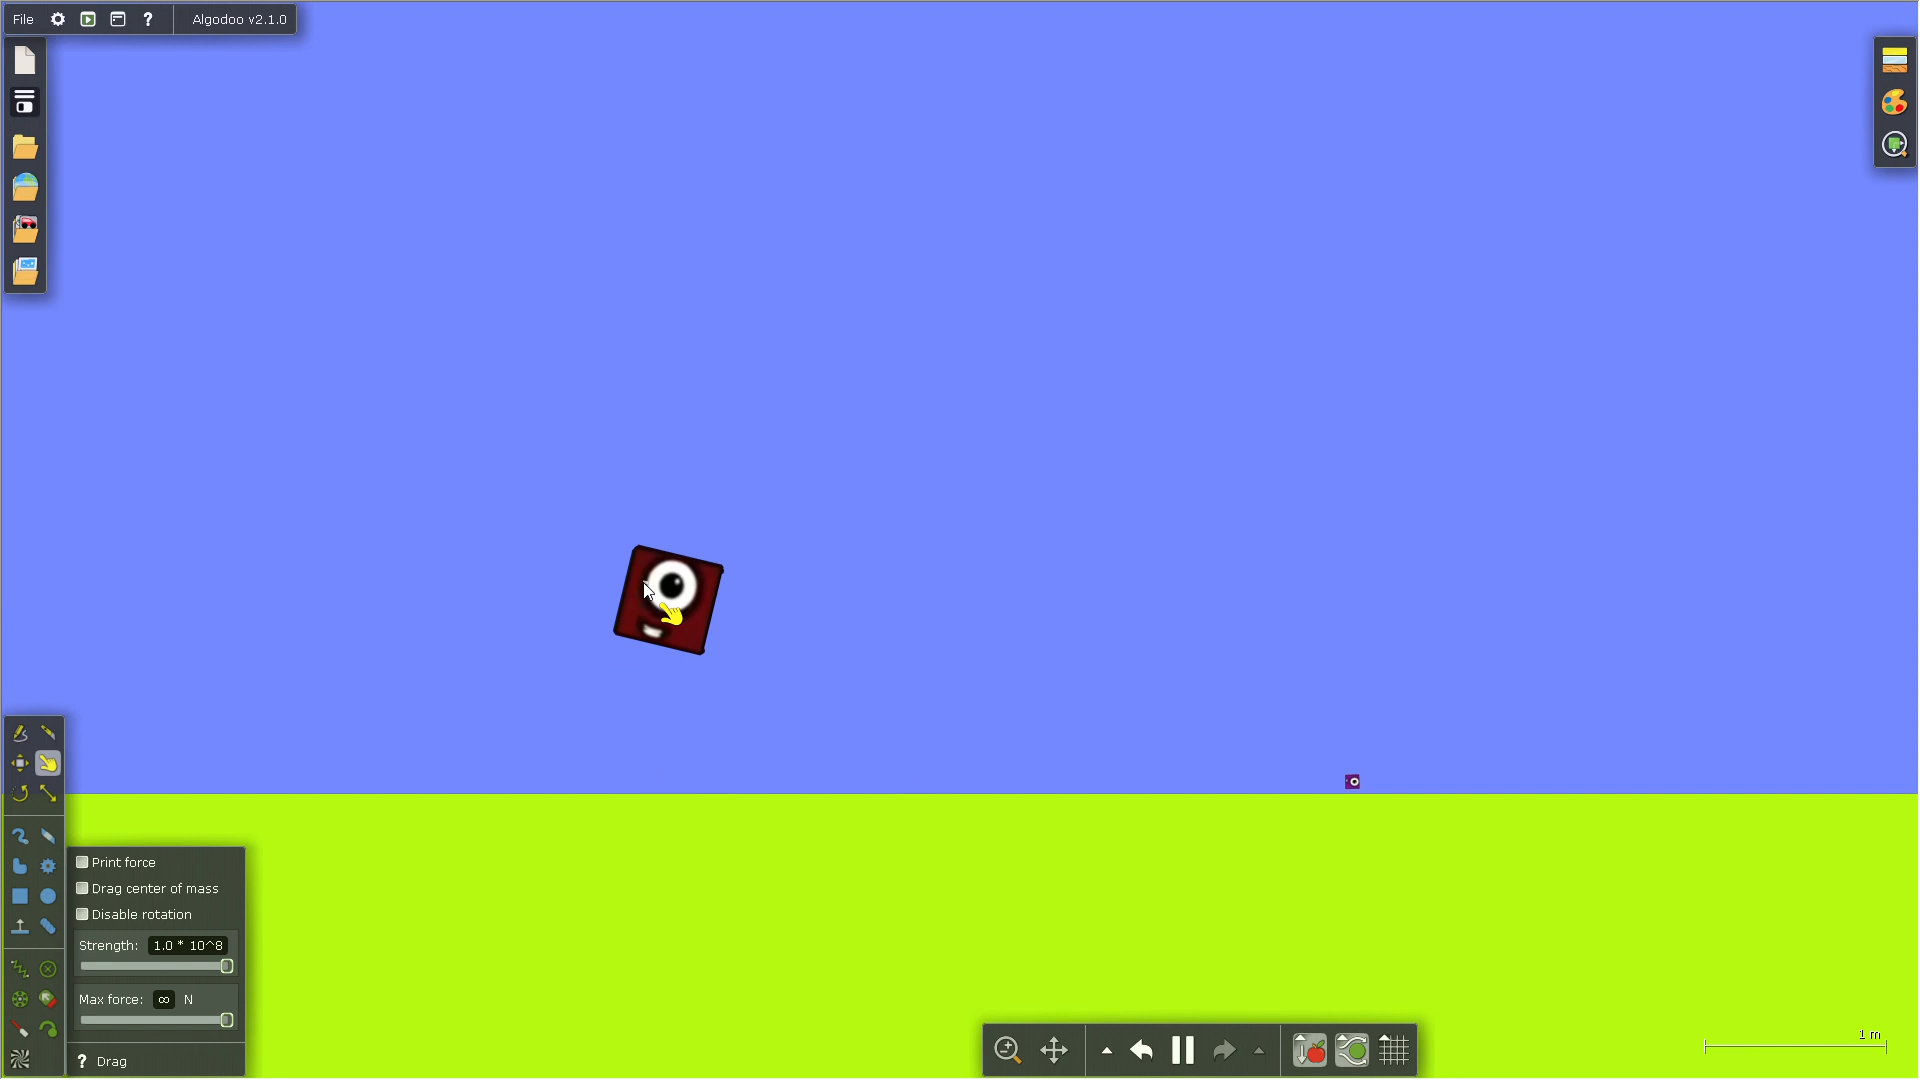 File ? Algodoo v2.1.0
Print force
Drag center of mass
Disable rotation
Strength: 1.0 * 10^8
Max force: ∞ N
? Drag
1 m